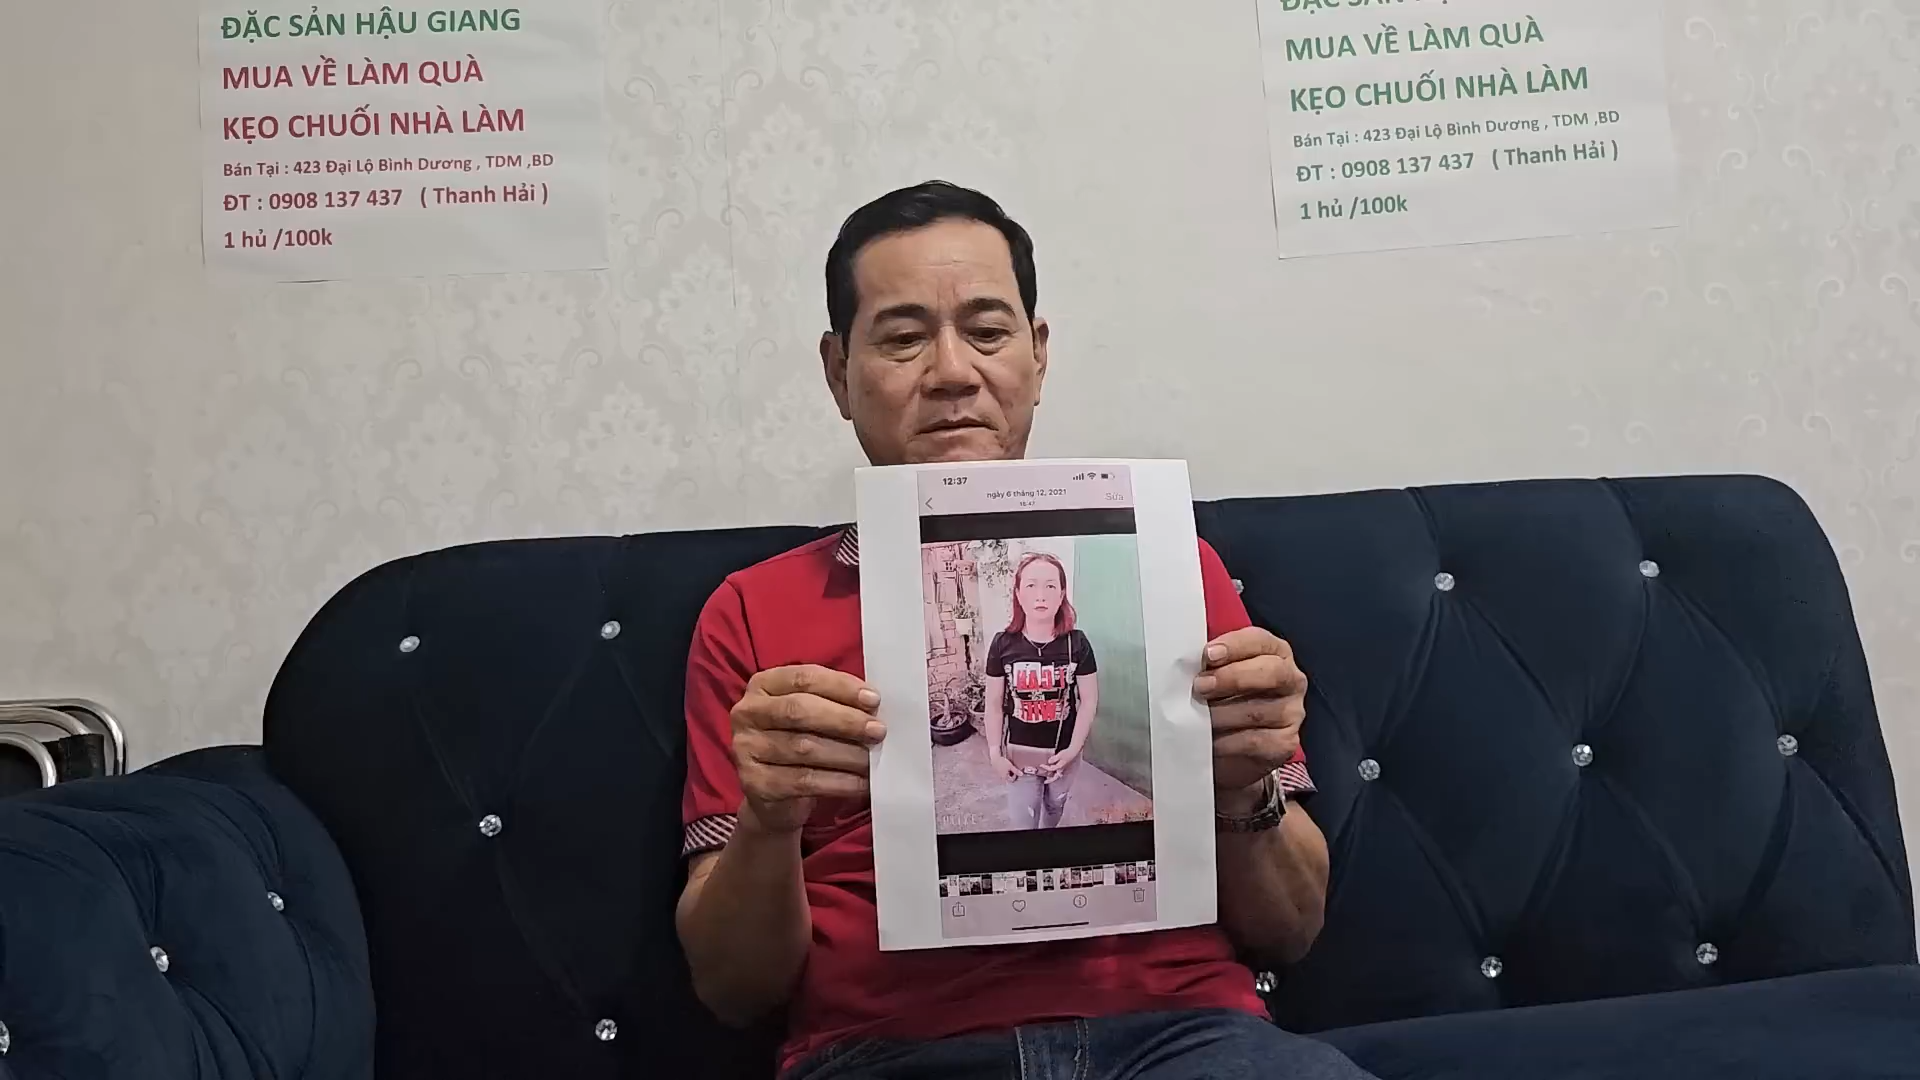 ĐẶC SẢN HẬU GIANG
MUA VỀ LÀM QUÀ
KẸO CHUỐI NHÀ LÀM
Bán Tại : 423 Đại Lộ Bình Dương , TDM ,BD
ĐT : 0908 137 437 ( Thanh Hải )
1 hủ /100k
MUA VỀ LÀM QUÀ
KẸO CHUỐI NHÀ LÀM
Bán Tại : 423 Đại Lộ Bình Dương , TDM ,BD
ĐT : 0908 137 437 ( Thanh Hải )
1 hủ /100k
12:37
ngày 6 tháng 12, 2021
Sửa